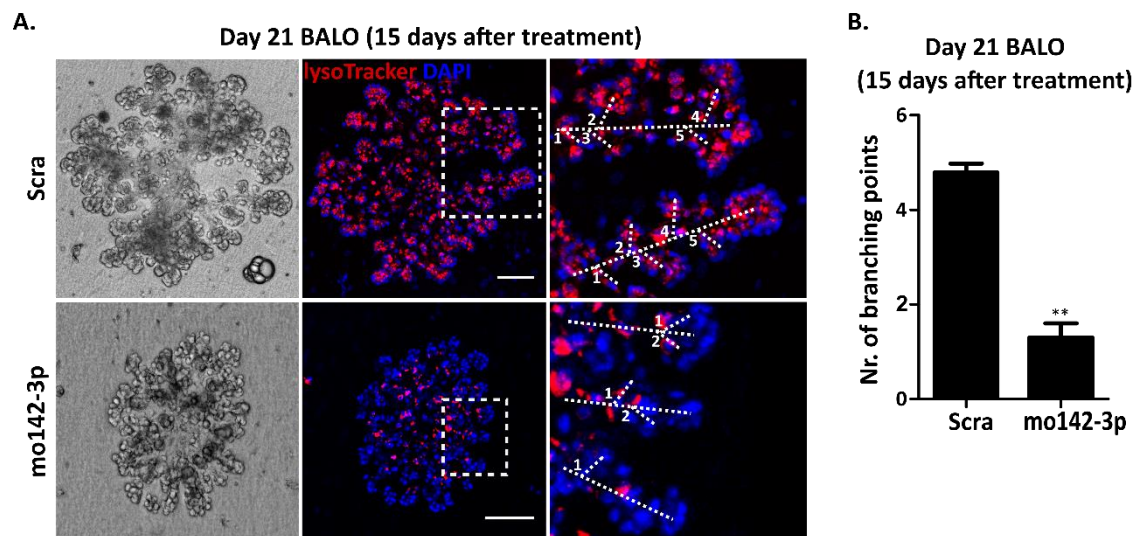 A.
Day 21 BALO (15 days after treatment)
Scra
lysoTracker DAPI
1
2
3
4
5
1
2
3
4
5
mo142-3p
1
2
1
2
1
B.
Day 21 BALO
(15 days after treatment)
Nr. of branching points
6
4
2
0
**
Scra
mo142-3p